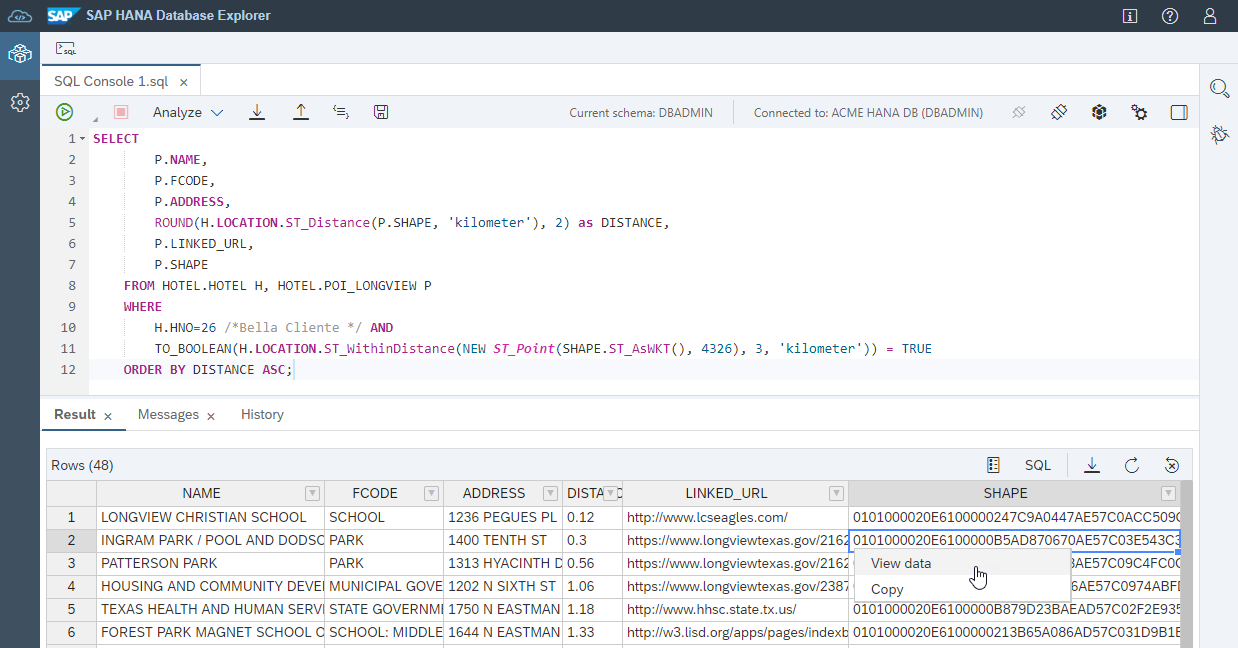 SAP SAP HANA Database Explorer
SQL
SQL Console 1.sql ×
Analyze Current schema: DBADMIN Connected to: ACME HANA DB (DBADMIN)
1 SELECT
2 P.NAME,
3 P.FCODE,
4 P.ADDRESS,
5 ROUND(H.LOCATION.ST_Distance(P.SHAPE, 'kilometer'), 2) as DISTANCE,
6 P.LINKED_URL,
7 P.SHAPE
8 FROM HOTEL.HOTEL H, HOTEL.POI_LONGVIEW P
9 WHERE
10 H.HNO=26 /*Bella Cliente */ AND
11 TO_BOOLEAN(H.LOCATION.ST_WithinDistance(NEW ST_Point(SHAPE.ST_AsWKT(), 4326), 3, 'kilometer')) = TRUE
12 ORDER BY DISTANCE ASC;
Result × Messages × History
Rows (48) SQL
NAME FCODE ADDRESS DISTA LINKED_URL SHAPE
1 LONGVIEW CHRISTIAN SCHOOL SCHOOL 1236 PEGUES PL 0.12 http://www.lcseagles.com/ 0101000020E6100000247C9A0447AE57C0ACC509
2 INGRAM PARK / POOL AND DODSO PARK 1400 TENTH ST 0.3 https://www.longviewtexas.gov/2162 0101000020E6100000B5AD870670AE57C03E543C3
3 PATTERSON PARK PARK 1313 HYACINTH D 0.56 https://www.longviewtexas.gov/2162 AE57C09C4FC0
4 HOUSING AND COMMUNITY DEVE MUNICIPAL GOVE 1202 N SIXTH ST 1.06 https://www.longviewtexas.gov/2387 6AE57C0974ABF
5 TEXAS HEALTH AND HUMAN SERV STATE GOVERNM 1750 N EASTMAN 1.18 http://www.hhsc.state.tx.us/ 0101000020E6100000B879D23BAEAD57C02F2E935
6 FOREST PARK MAGNET SCHOOL O SCHOOL: MIDDLE 1644 N EASTMAN 1.33 http://w3.lisd.org/apps/pages/indexb 0101000020E6100000213B65A086AD57C031D9B1
View data
Copy